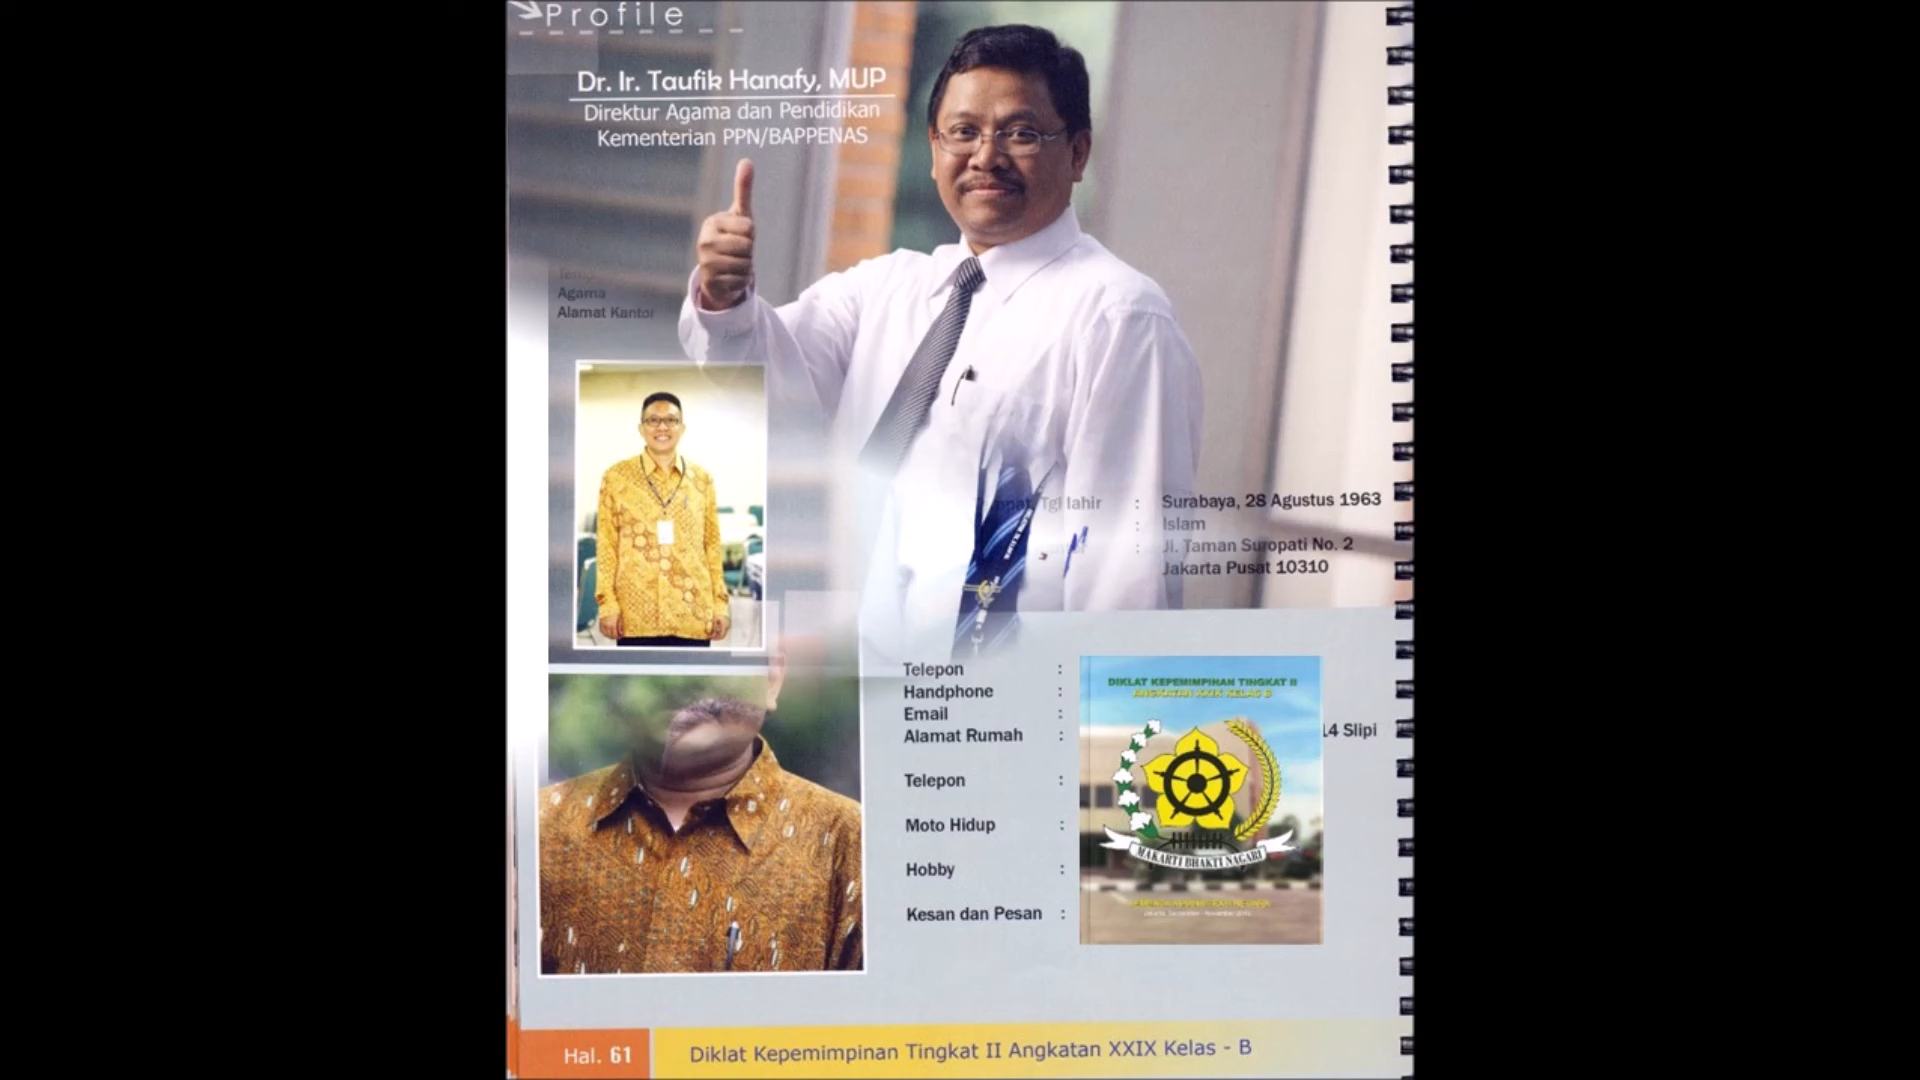 Profile
Dr. Ir. Taufik Hanafy, MUP
Direktur Agama dan Pendidikan
Kementerian PPN/BAPPENAS
Agama
Alamat Kantor
Tgl lahir : Surabaya, 28 Agustus 1963
: Islam
: Jl. Taman Suropati No. 2
Jakarta Pusat 10310
Telepon :
Handphone :
Email :
Alamat Rumah : 14 Slipi
Telepon :
Moto Hidup :
Hobby :
Kesan dan Pesan :
DIKLAT KEPEMIMPINAN TINGKAT II
ANGKATAN XXIX KELAS B
MAKARTI BHAKTI NAGARI
Hal. 61
Diklat Kepemimpinan Tingkat II Angkatan XXIX Kelas - B